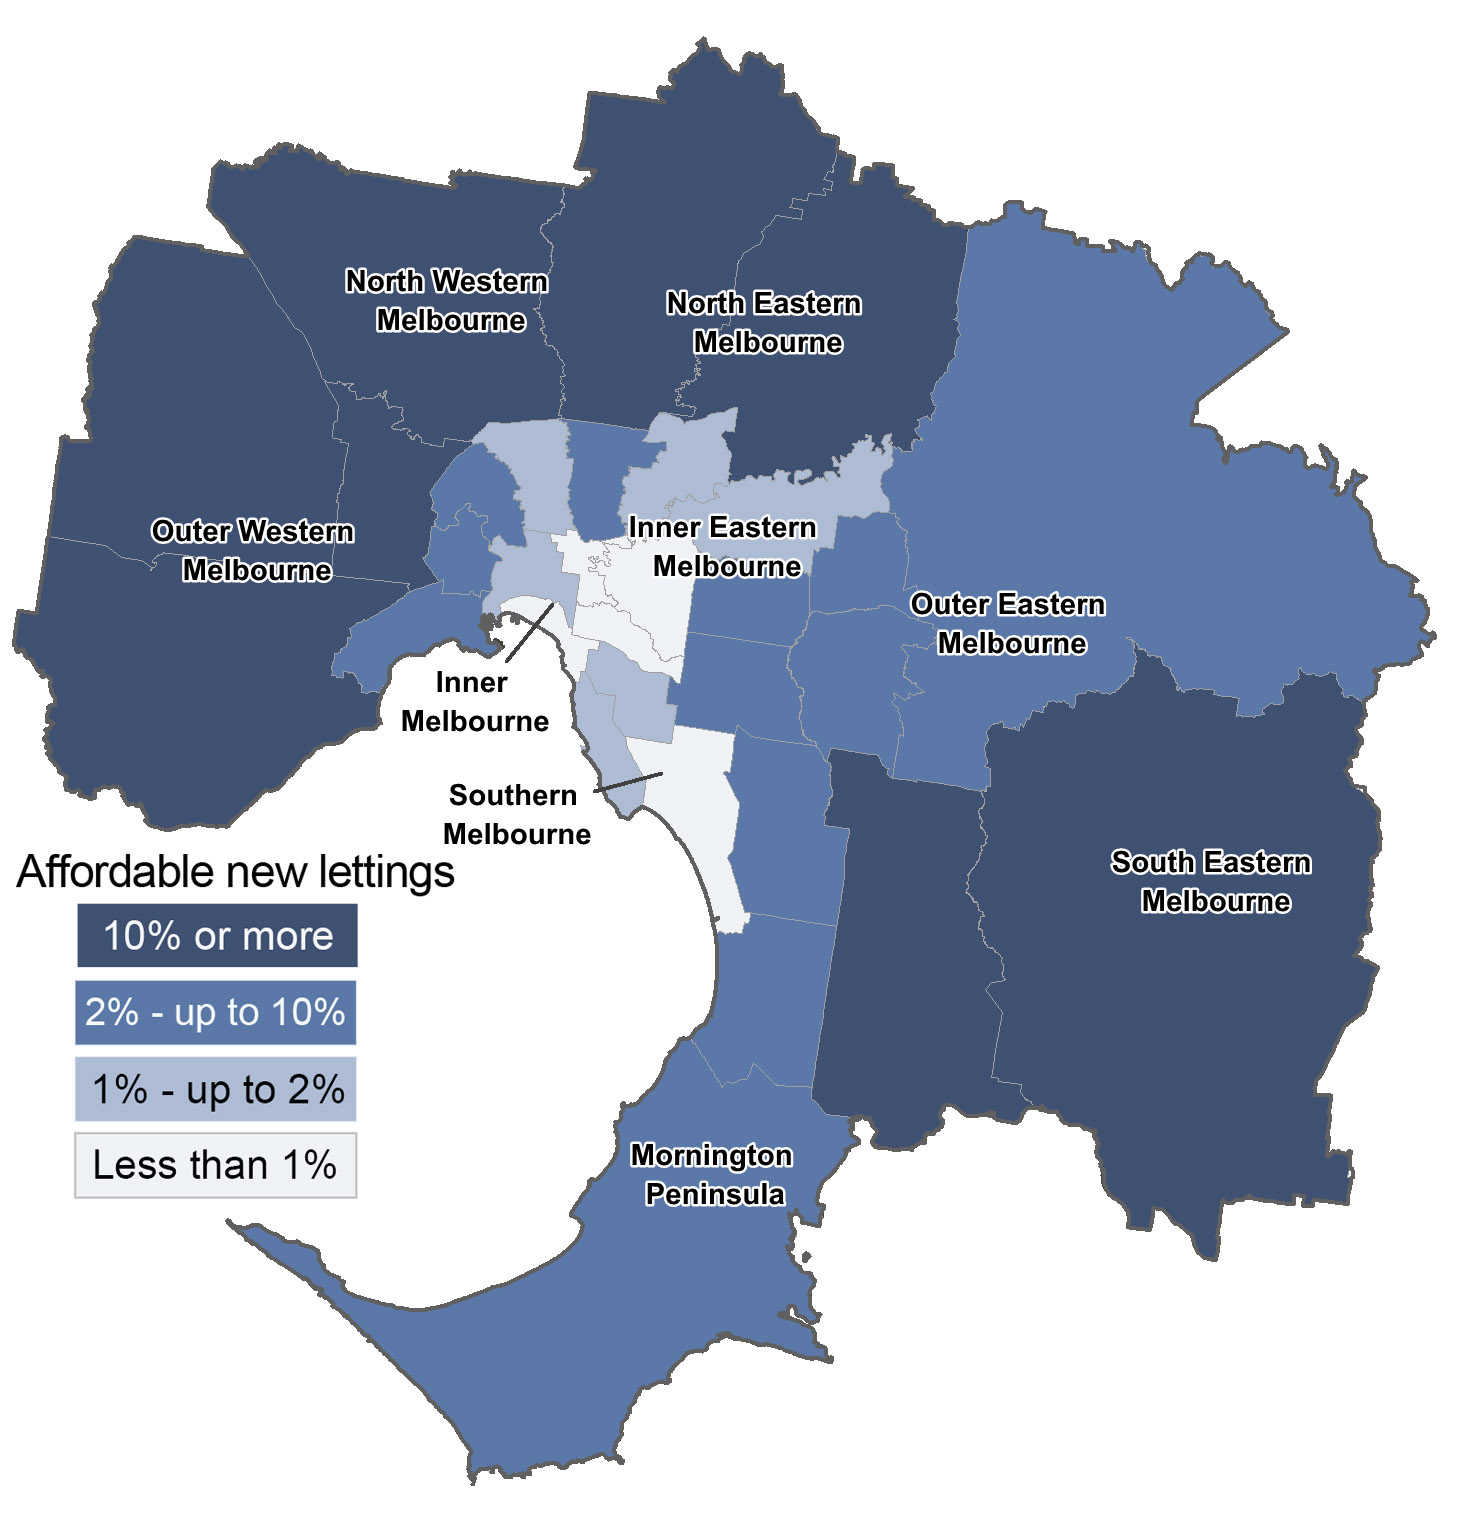 North Western
Melbourne
North Eastern
Melbourne
Outer Western
Melbourne
Inner Eastern
Melbourne
Outer Eastern
Melbourne
Inner
Melbourne
Southern
Melbourne
South Eastern
Melbourne
Affordable new lettings
10% or more
2% - up to 10%
1% - up to 2%
Less than 1%
Mornington
Peninsula